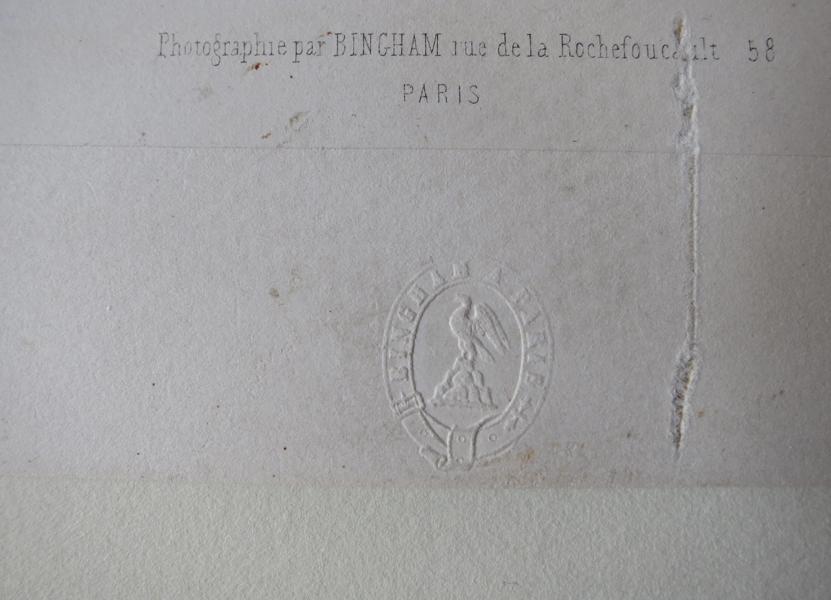 Photographie par BINGHAM rue de la Rochefoucault 58
PARIS
BINGHAM A PARIS